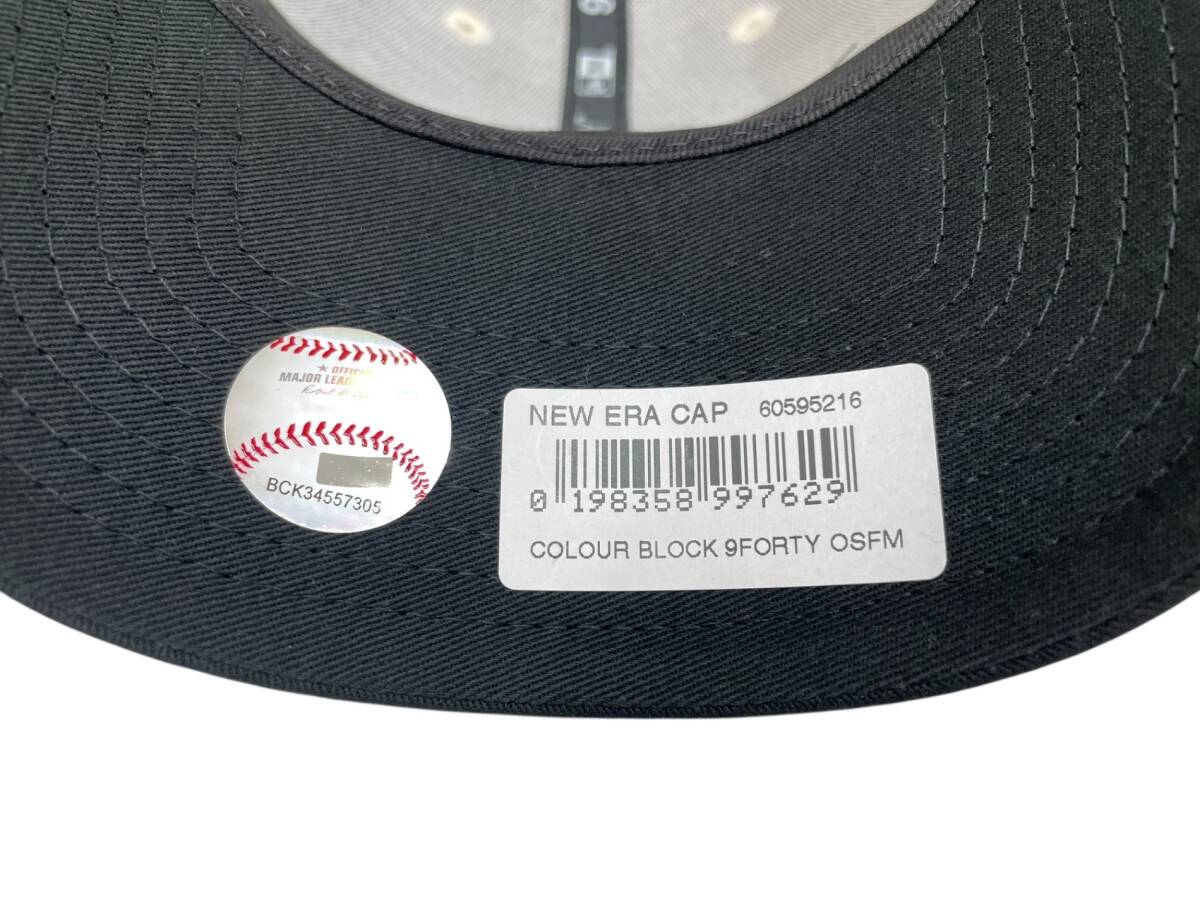 ★ OFFICIAL
MAJOR LEAGUE
BCK34557305
NEW ERA CAP 60595216
0 198358 997629
COLOUR BLOCK 9FORTY OSFM